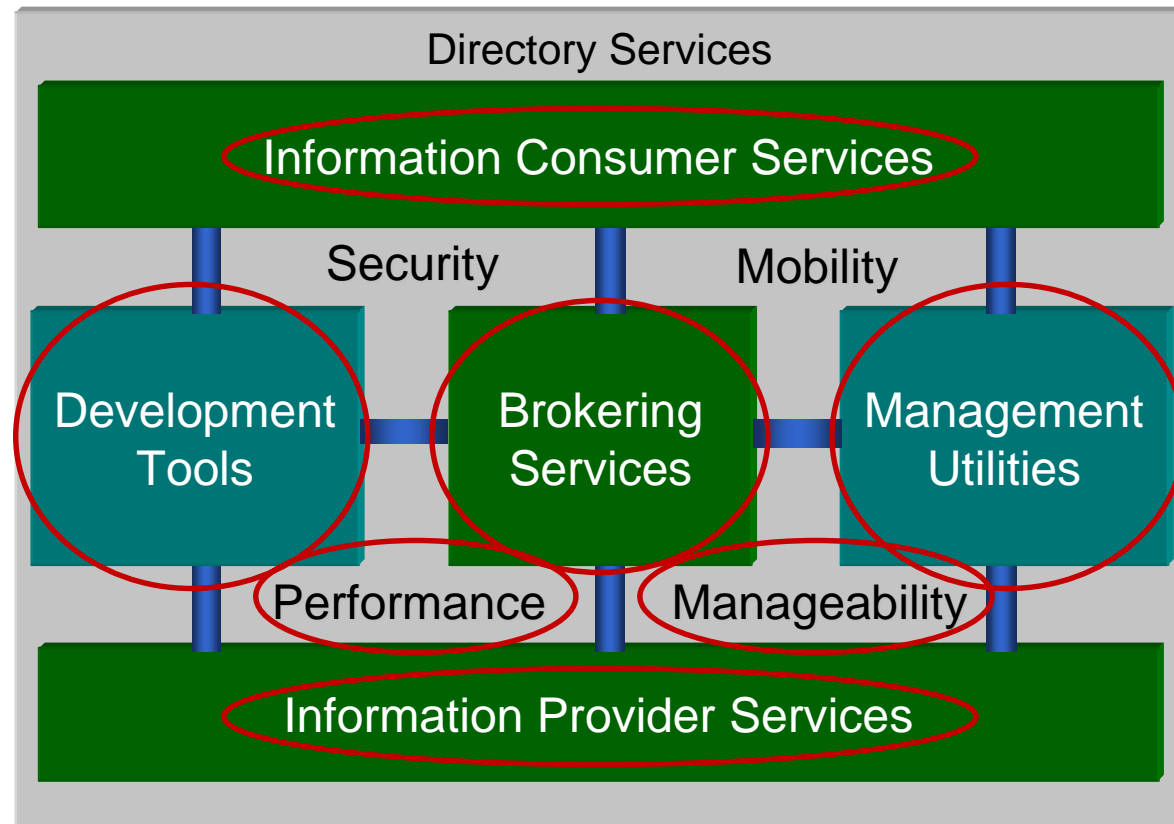 Directory Services
Information Consumer Services
Security
Mobility
Development
Tools
Brokering
Services
Management
Utilities
Performance
Manageability
Information Provider Services